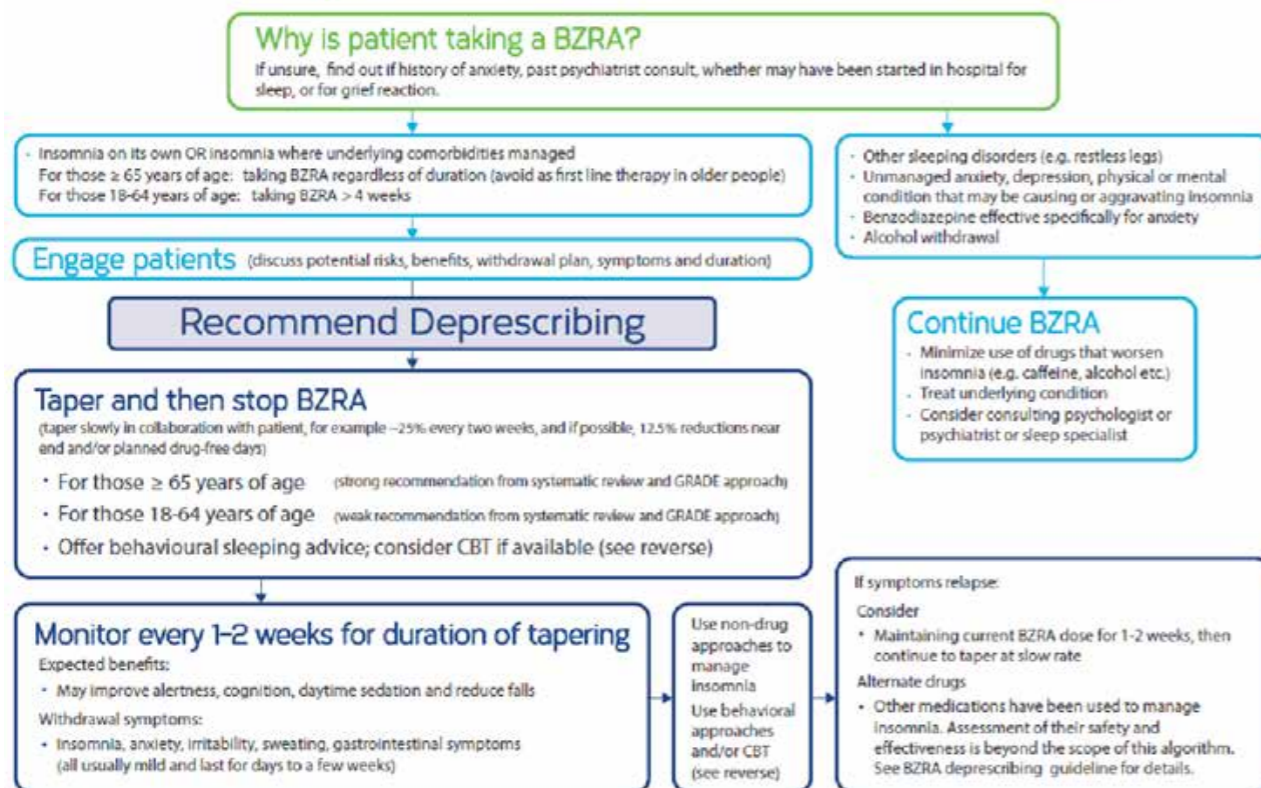 Why is patient taking a BZRA?
If unsure, find out if history of anxiety, past psychiatrist consult, whether may have been started in hospital for
sleep, or for grief reaction.
· Insomnia on its own OR insomnia where underlying comorbidities managed
For those ≥ 65 years of age: taking BZRA regardless of duration (avoid as first line therapy in older people)
For those 18-64 years of age: taking BZRA > 4 weeks
· Other sleeping disorders (e.g. restless legs)
· Unmanaged anxiety, depression, physical or mental
condition that may be causing or aggravating insomnia
· Benzodiazepine effective specifically for anxiety
· Alcohol withdrawal
Engage patients (discuss potential risks, benefits, withdrawal plan, symptoms and duration)
Recommend Deprescribing
Continue BZRA
· Minimize use of drugs that worsen
insomnia (e.g. caffeine, alcohol etc.)
· Treat underlying condition
· Consider consulting psychologist or
psychiatrist or sleep specialist
Taper and then stop BZRA
(taper slowly in collaboration with patient, for example ~25% every two weeks, and if possible, 12.5% reductions near
end and/or planned drug-free days)
• For those ≥ 65 years of age (strong recommendation from systematic review and GRADE approach)
• For those 18-64 years of age (weak recommendation from systematic review and GRADE approach)
• Offer behavioural sleeping advice; consider CBT if available (see reverse)
Monitor every 1-2 weeks for duration of tapering
Expected benefits:
• May improve alertness, cognition, daytime sedation and reduce falls
Withdrawal symptoms:
• Insomnia, anxiety, irritability, sweating, gastrointestinal symptoms
(all usually mild and last for days to a few weeks)
Use non-drug
approaches to
manage
insomnia
Use behavioral
approaches
and/or CBT
(see reverse)
If symptoms relapse:
Consider
• Maintaining current BZRA dose for 1-2 weeks, then
continue to taper at slow rate
Alternate drugs
• Other medications have been used to manage
insomnia. Assessment of their safety and
effectiveness is beyond the scope of this algorithm.
See BZRA deprescribing guideline for details.